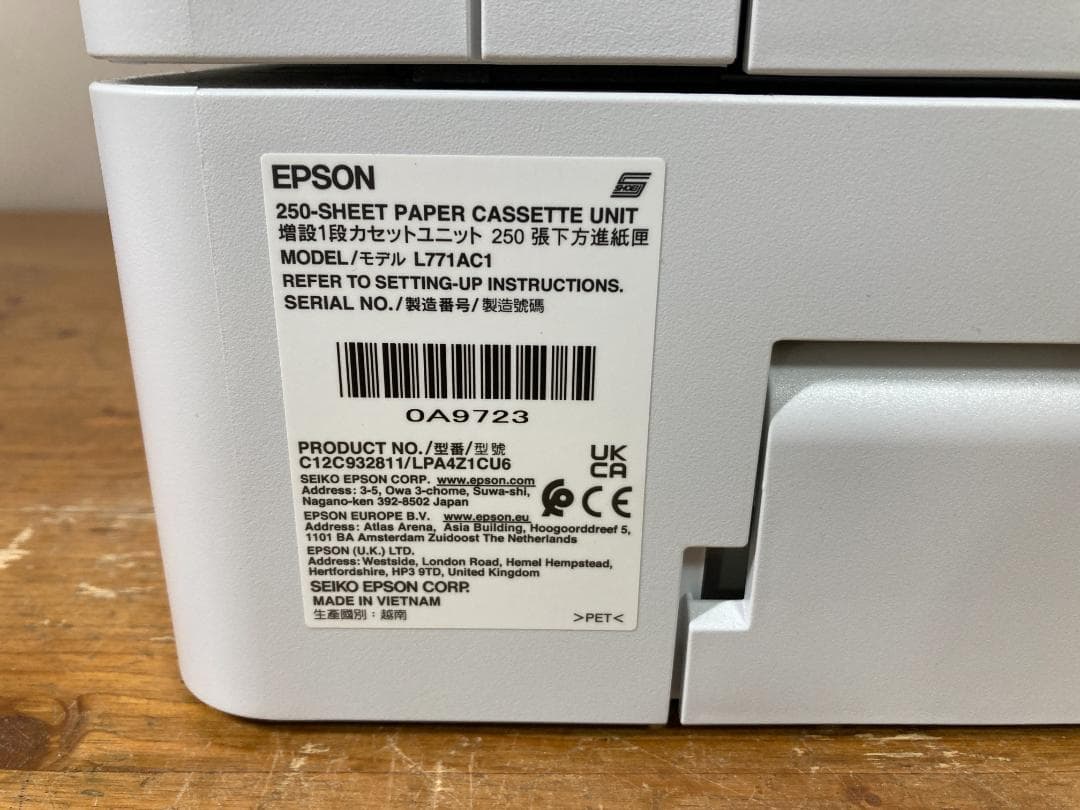 EPSON
SHOEI
250-SHEET PAPER CASSETTE UNIT
増設1段カセットユニット 250 張下方進紙匣
MODEL/モデル L771AC1
REFER TO SETTING-UP INSTRUCTIONS.
SERIAL NO./製造番号/製造號碼
0A9723
PRODUCT NO./型番/型號
C12C932811/LPA4Z1CU6
UK
CA
SEIKO EPSON CORP. www.epson.com
Address: 3-5, Owa 3-chome, Suwa-shi,
Nagano-ken 392-8502 Japan
CE
EPSON EUROPE B.V. www.epson.eu
Address: Atlas Arena, Asia Building, Hoogoorddreef 5,
1101 BA Amsterdam Zuidoost The Netherlands
EPSON (U.K.) LTD.
Address: Westside, London Road, Hemel Hempstead,
Hertfordshire, HP3 9TD, United Kingdom
SEIKO EPSON CORP.
MADE IN VIETNAM
生產國別：越南
>PET<